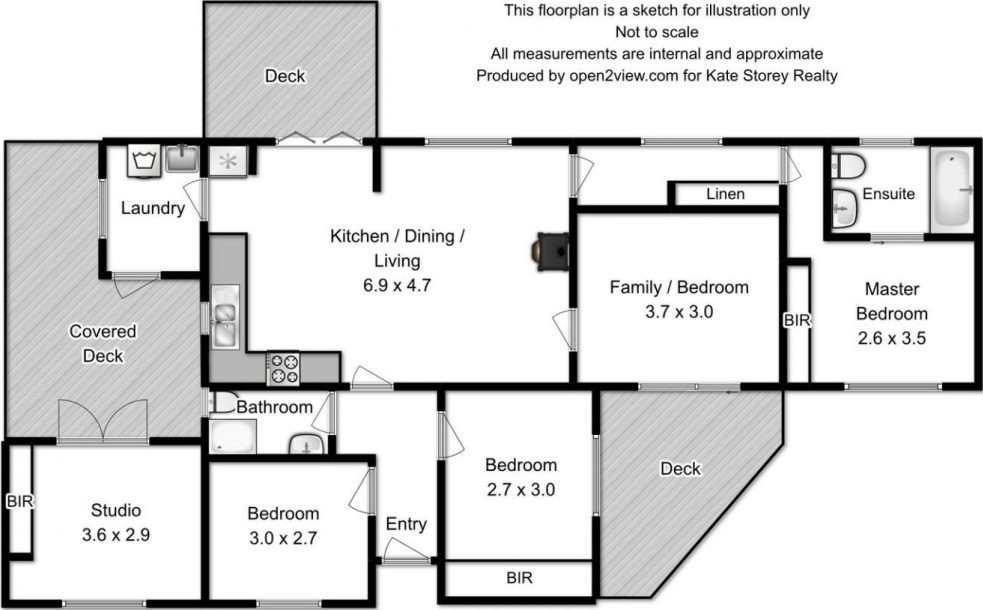 This floorplan is a sketch for illustration only
Not to scale
All measurements are internal and approximate
Produced by open2view.com for Kate Storey Realty
Deck
Laundry
Linen
Ensuite
Kitchen / Dining /
Living
6.9 x 4.7
Family / Bedroom
3.7 x 3.0
Master
Bedroom
2.6 x 3.5
BIR
Covered
Deck
Bathroom
Bedroom
2.7 x 3.0
Deck
BIR
Studio
3.6 x 2.9
Bedroom
3.0 x 2.7
Entry
BIR